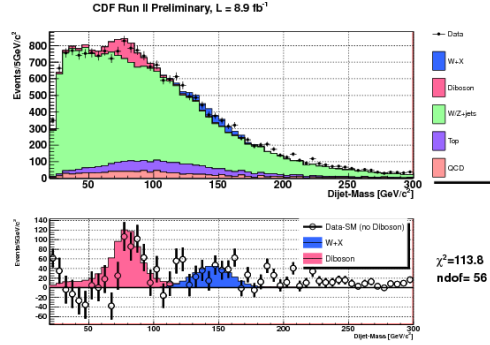 CDF Run II Preliminary, L = 8.9 fb⁻¹
Events/5GeV/c²
800
700
600
500
400
300
200
100
0
50
100
150
200
250
300
Dijet-Mass [GeV/c²]
Data
W+X
Diboson
W/Z+jets
Top
QCD
Events/5GeV/c²
140
120
100
80
60
40
20
0
-20
-40
-60
50
100
150
200
250
300
Dijet-Mass [GeV/c²]
Data-SM (no Diboson)
W+X
Diboson
χ²=113.8
ndof= 56